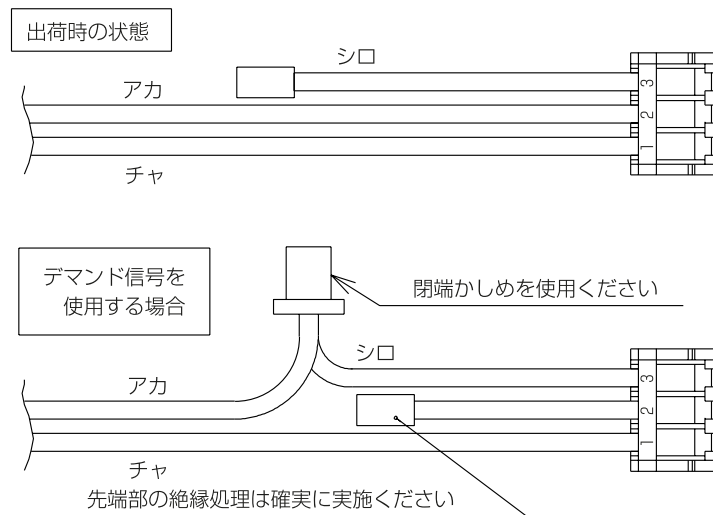 出荷時の状態
シロ
アカ
チャ
3
2
1
デマンド信号を
使用する場合
閉端かしめを使用ください
シロ
アカ
チャ
3
2
1
先端部の絶縁処理は確実に実施ください